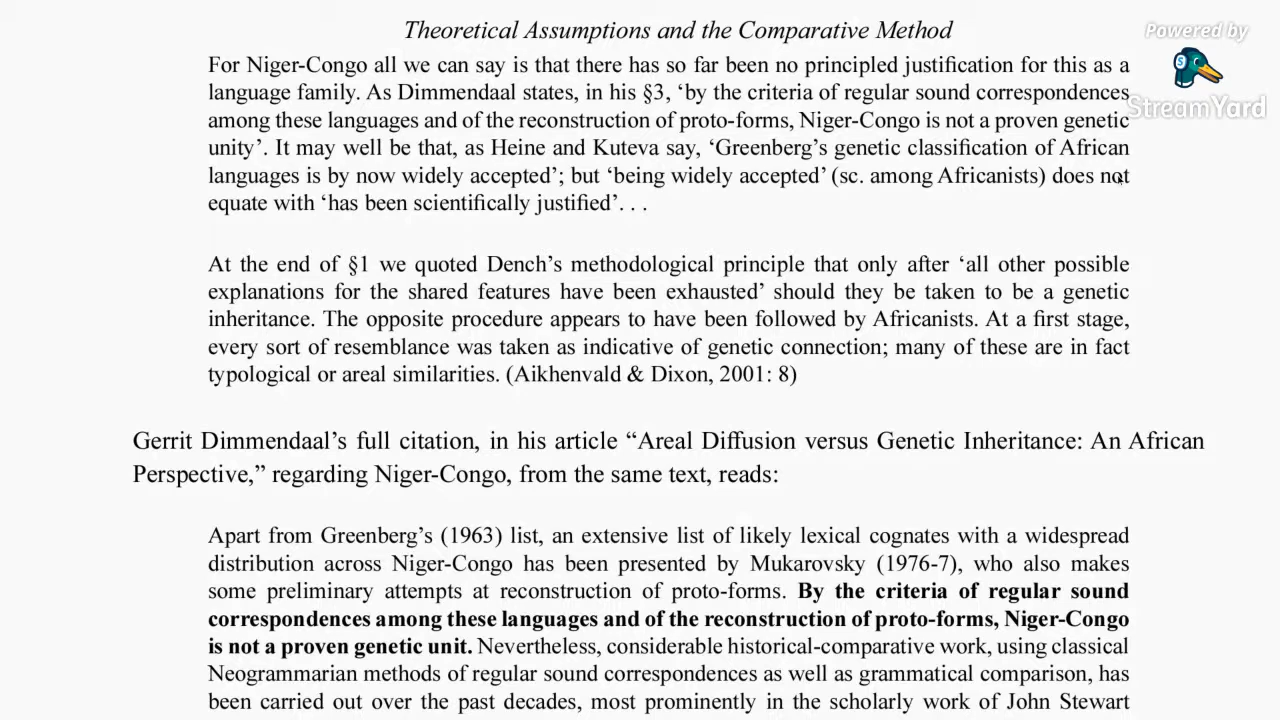 Theoretical Assumptions and the Comparative Method
Powered by
StreamYard
For Niger-Congo all we can say is that there has so far been no principled justification for this as a
language family. As Dimmendaal states, in his §3, ‘by the criteria of regular sound correspondences
among these languages and of the reconstruction of proto-forms, Niger-Congo is not a proven genetic
unity’. It may well be that, as Heine and Kuteva say, ‘Greenberg’s genetic classification of African
languages is by now widely accepted’; but ‘being widely accepted’ (sc. among Africanists) does not
equate with ‘has been scientifically justified’. . .
At the end of §1 we quoted Dench’s methodological principle that only after ‘all other possible
explanations for the shared features have been exhausted’ should they be taken to be a genetic
inheritance. The opposite procedure appears to have been followed by Africanists. At a first stage,
every sort of resemblance was taken as indicative of genetic connection; many of these are in fact
typological or areal similarities. (Aikhenvald & Dixon, 2001: 8)
Gerrit Dimmendaal’s full citation, in his article “Areal Diffusion versus Genetic Inheritance: An African
Perspective,” regarding Niger-Congo, from the same text, reads:
Apart from Greenberg’s (1963) list, an extensive list of likely lexical cognates with a widespread
distribution across Niger-Congo has been presented by Mukarovsky (1976-7), who also makes
some preliminary attempts at reconstruction of proto-forms. By the criteria of regular sound
correspondences among these languages and of the reconstruction of proto-forms, Niger-Congo
is not a proven genetic unit. Nevertheless, considerable historical-comparative work, using classical
Neogrammarian methods of regular sound correspondences as well as grammatical comparison, has
been carried out over the past decades, most prominently in the scholarly work of John Stewart